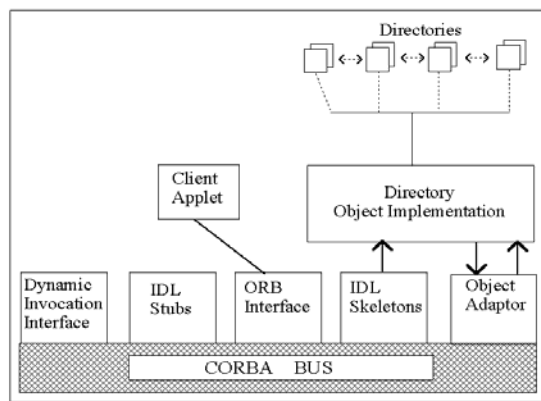 Directories
Client
Applet
Directory
Object Implementation
Dynamic
Invocation
Interface
IDL
Stubs
ORB
Interface
IDL
Skeletons
Object
Adaptor
CORBA BUS